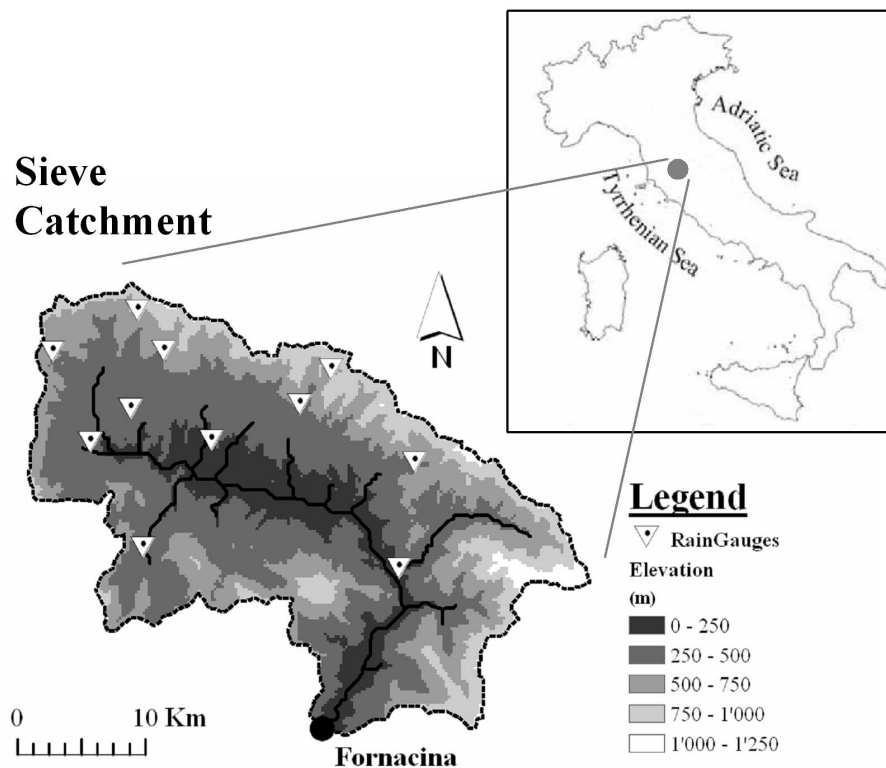 Sieve
Catchment
Adriatic Sea
Tyrrhenian Sea
N
Legend
RainGauges
Elevation
(m)
0 - 250
250 - 500
500 - 750
750 - 1'000
1'000 - 1'250
0 10 Km
Fornacina